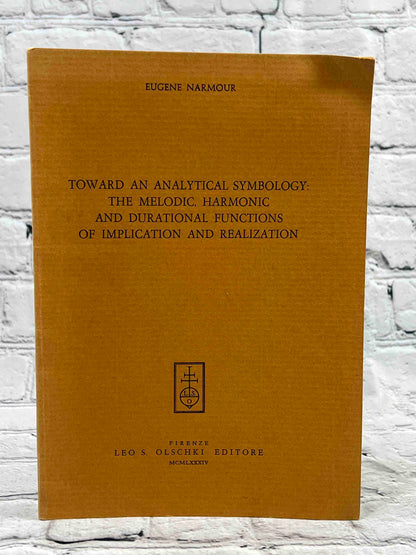 EUGENE NARMOUR
TOWARD AN ANALYTICAL SYMBOLOGY:
THE MELODIC, HARMONIC
AND DURATIONAL FUNCTIONS
OF IMPLICATION AND REALIZATION
L S
O
FIRENZE
LEO S. OLSCHKI EDITORE
MCMLXXXIV